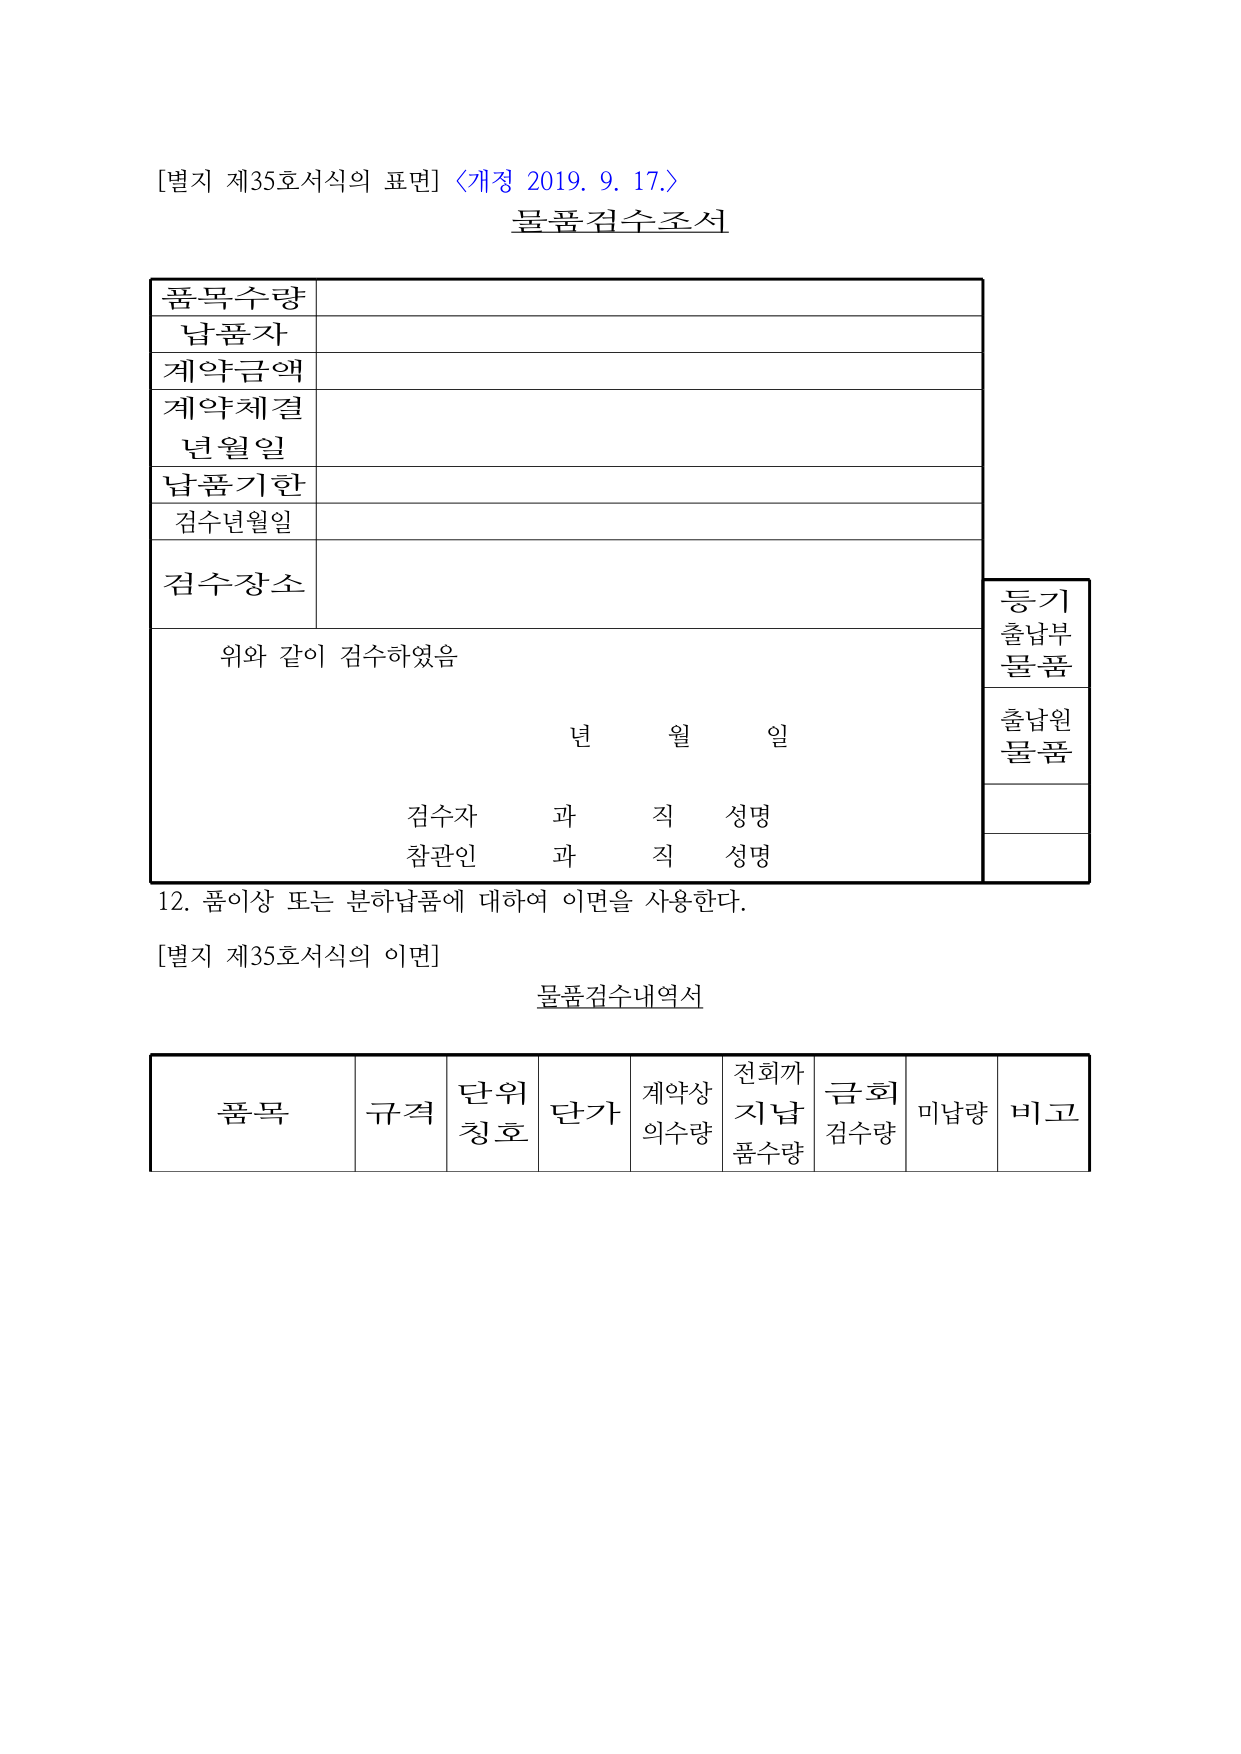 [별지 제35호서식의 표면] 〈개정 2019. 9. 17.〉
물품검수조서
품목수량
납품자
계약금액
계약체결
년월일
납품기한
검수년월일
검수장소
등기
출납부
물품
위와 같이 검수하였음
출납원
물품
년 월 일
검수자 과 직 성명
참관인 과 직 성명
12. 품이상 또는 분하납품에 대하여 이면을 사용한다.
[별지 제35호서식의 이면]
물품검수내역서
품목
규격
단위
칭호
단가
계약상
의수량
전회까
지납
품수량
금회
검수량
미납량
비고